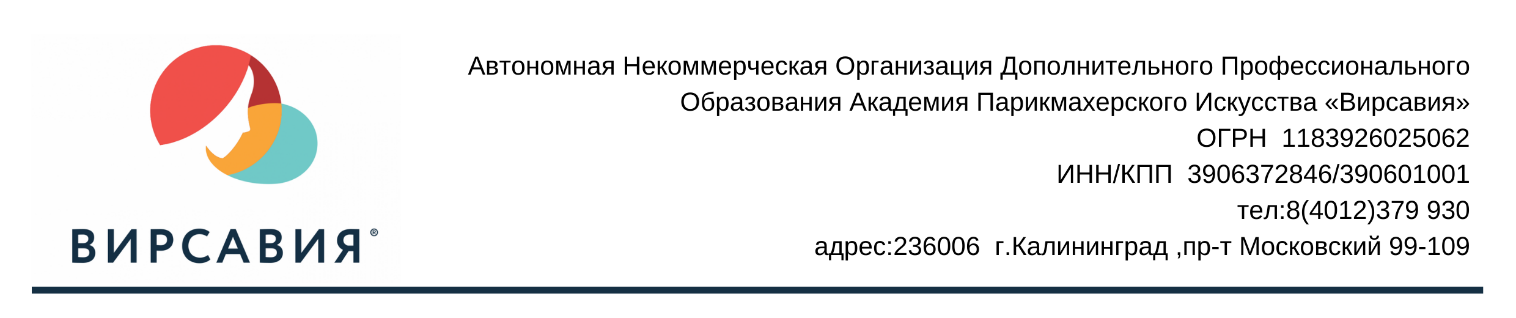 Автономная Некоммерческая Организация Дополнительного Профессионального
Образования Академия Парикмахерского Искусства «Вирсавия»
ОГРН  1183926025062
ИНН/КПП  3906372846/390601001
тел:8(4012)379 930
адрес:236006  г.Калининград ,пр-т Московский 99-109
ВИРСАВИЯ®